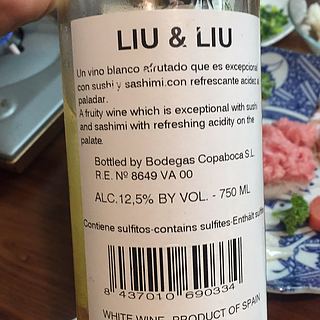 LIU & LIU
Un vino blanco afrutado que es excepcional
con sushi y sashimi.con refrescante acidez al
paladar.
A fruity wine which is exceptional with sushi
and sashimi with refreshing acidity on the
palate.
Bottled by Bodegas Copaboca S.L.
R.E. Nº 8649 VA 00
ALC.12,5% BY VOL. - 750 ML
Contiene sulfitos·contains sulfites·Enthält
8 437010 690334
WHITE WINE PRODUCT OF SPAIN